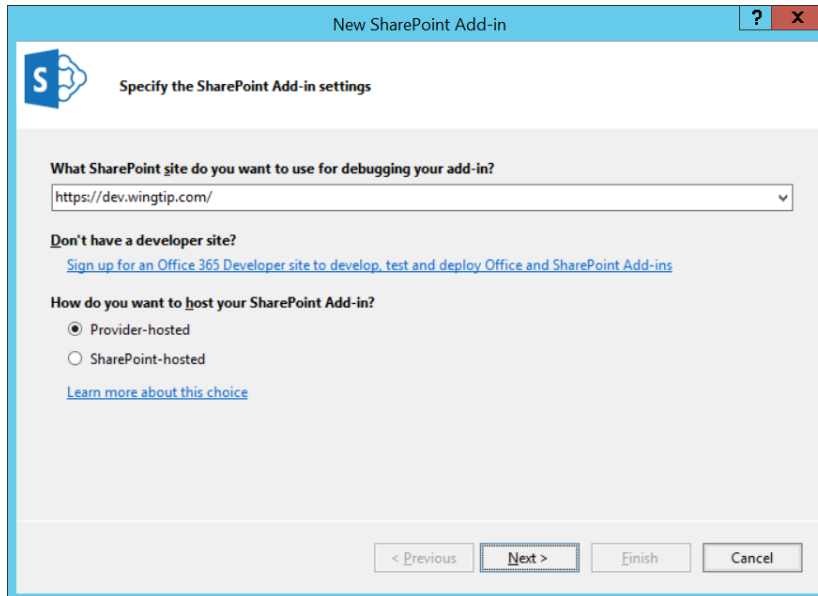 New SharePoint Add-in
? X
S
Specify the SharePoint Add-in settings
What SharePoint site do you want to use for debugging your add-in?
https://dev.wingtip.com/
Don't have a developer site?
Sign up for an Office 365 Developer site to develop, test and deploy Office and SharePoint Add-ins
How do you want to host your SharePoint Add-in?
Provider-hosted
SharePoint-hosted
Learn more about this choice
< Previous Next > Finish Cancel